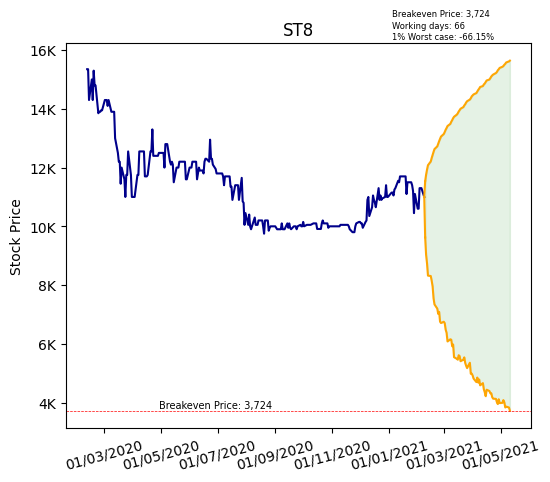 Breakeven Price: 3,724
Working days: 66
1% Worst case: -66.15%
ST8
Stock Price
16K
14K
12K
10K
8K
6K
4K
Breakeven Price: 3,724
01/03/2020
01/05/2020
01/07/2020
01/09/2020
01/11/2020
01/01/2021
01/03/2021
01/05/2021